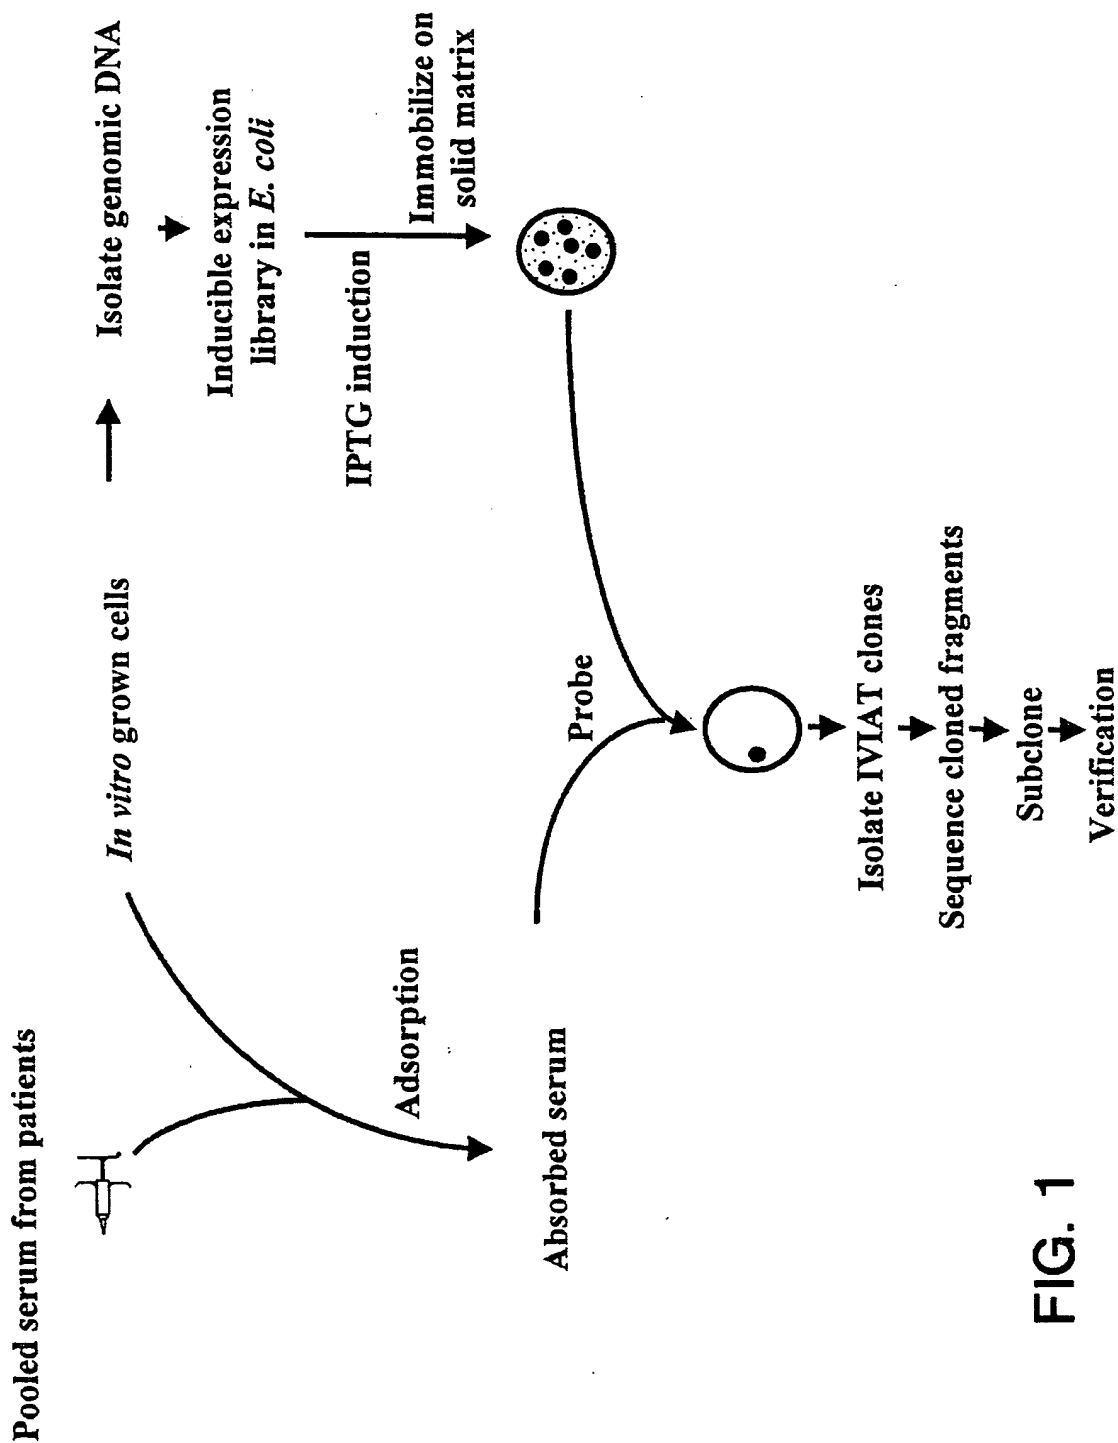 Pooled serum from patients
In vitro grown cells
Isolate genomic DNA
Inducible expression
library in E. coli
IPTG induction
Immobilize on
solid matrix
Adsorption
Absorbed serum
Probe
Isolate IVIAT clones
Sequence cloned fragments
Subclone
Verification
FIG. 1